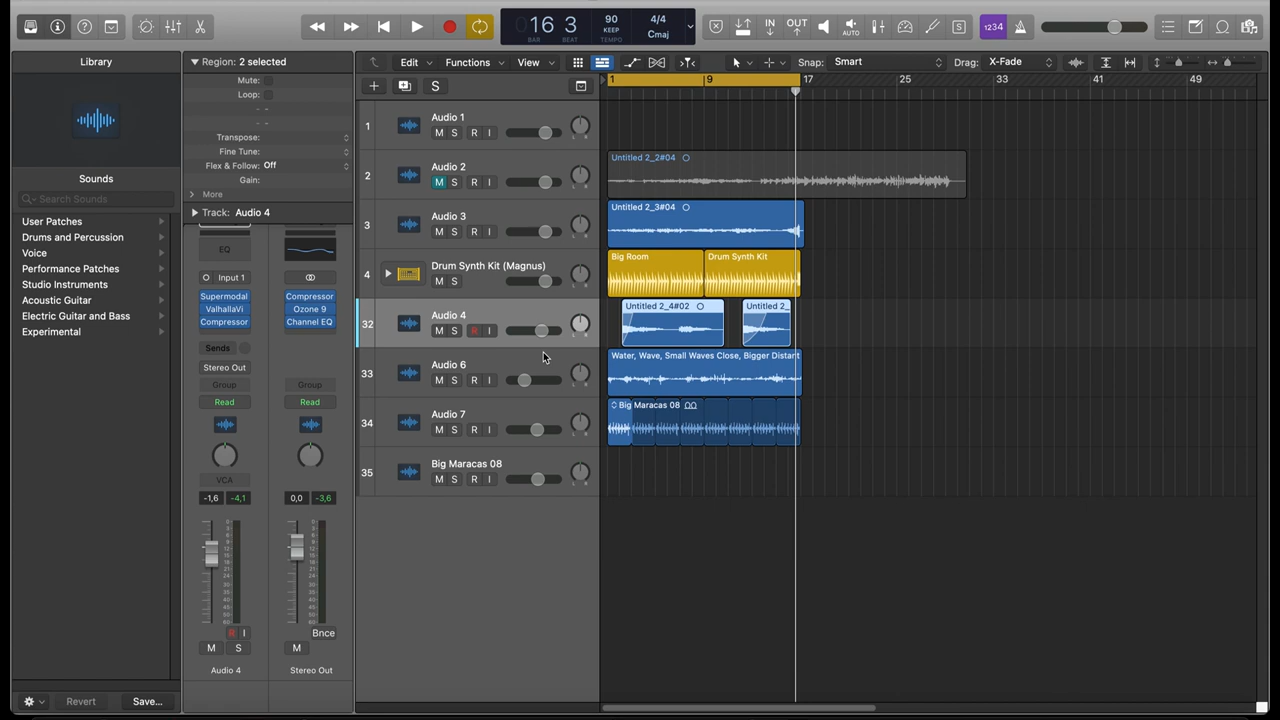 1234
16 3
BAR BEAT
90
KEEP
TEMPO
4/4
Cmaj
IN
OUT
AUTO
S
Library
Sounds
Search Sounds
User Patches
Drums and Percussion
Voice
Performance Patches
Studio Instruments
Acoustic Guitar
Electric Guitar and Bass
Experimental
Revert
Save...
Region: 2 selected
Mute:
Loop:
- -
- -
Transpose:
Fine Tune:
Flex & Follow: Off
Gain:
More
Track: Audio 4
EQ
Input 1
Supermodal
ValhallaVi
Compressor
Compressor
Ozone 9
Channel EQ
Sends
Stereo Out
Group
Group
Read
Read
VCA
-1,6
-4,1
0,0
-3,6
R I
Bnce
M S
M
Audio 4
Stereo Out
Edit
Functions
View
Snap: Smart
Drag: X-Fade
S
1
9
17
25
33
41
49
1
Audio 1
M S R I
2
Audio 2
M S R I
Untitled 2_2#04
3
Audio 3
M S R I
Untitled 2_3#04
4
Drum Synth Kit (Magnus)
M S
Big Room
Drum Synth Kit
32
Audio 4
M S R I
Untitled 2_4#02
Untitled 2_
33
Audio 6
M S R I
Water, Wave, Small Waves Close, Bigger Distant
34
Audio 7
M S R I
Big Maracas 08
35
Big Maracas 08
M S R I